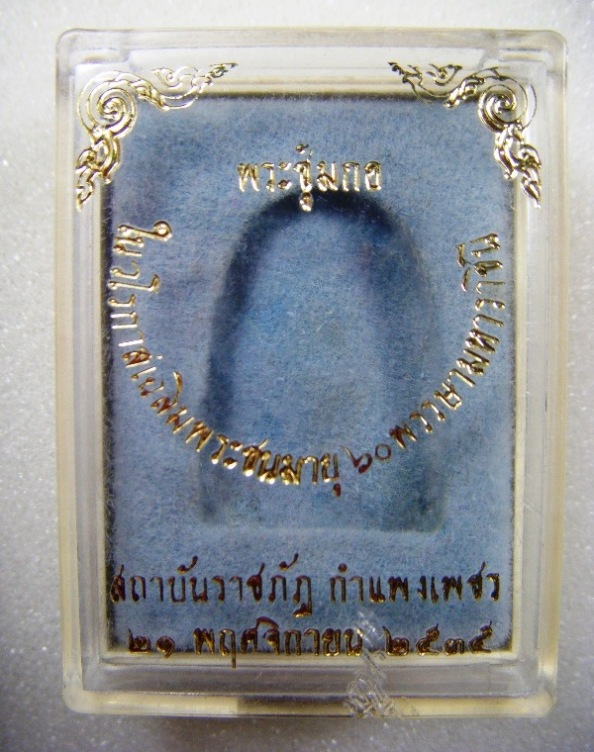 พระซุ้มกอ
ในวโรกาสเฉลิมพระชนมายุ ๖๐ พรรษามหาราชินี
สถาบันราชภัฏ กำแพงเพชร
๒๑ พฤศจิกายน ๒๕๓๕